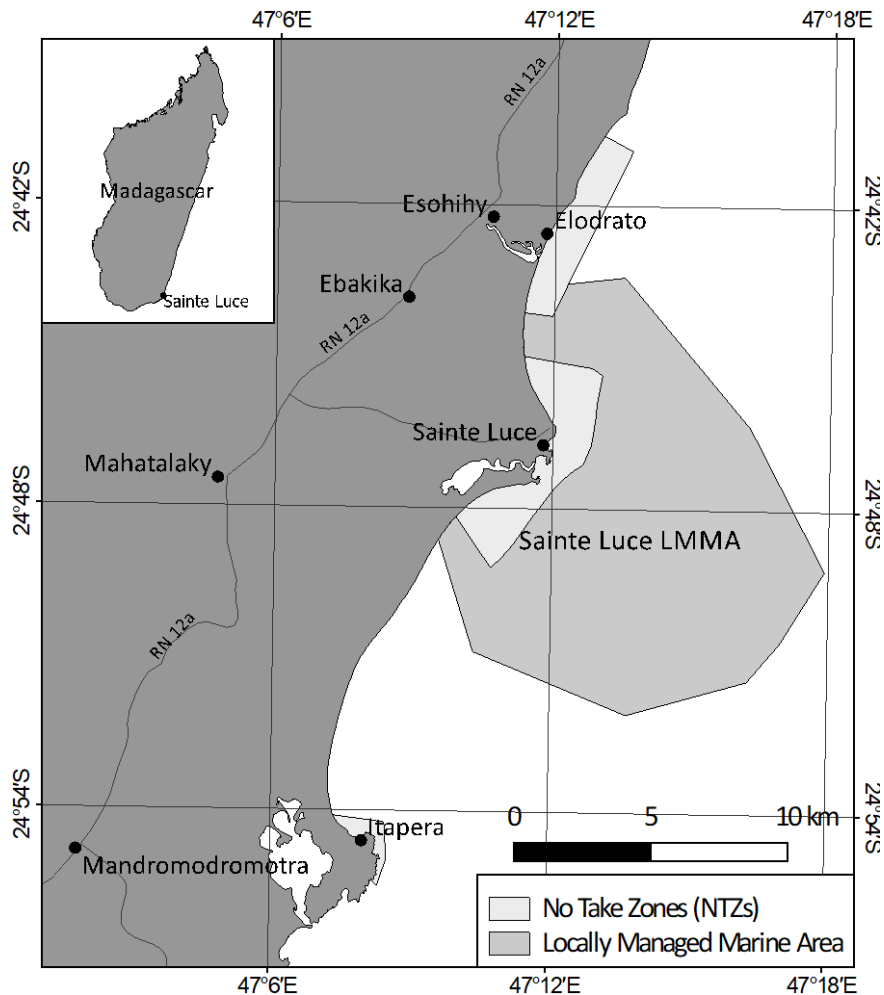 47°6′E
47°12′E
47°18′E
RN 12a
Madagascar
24°42′S
24°42′S
Esohihy
Elodrato
Ebakika
Sainte Luce
RN 12a
Sainte Luce
Mahatalaky
24°48′S
24°48′S
Sainte Luce LMMA
RN 12a
24°54′S
24°54′S
0 5 10 km
Itapera
Mandromodromotra
No Take Zones (NTZs)
Locally Managed Marine Area
47°6′E
47°12′E
47°18′E